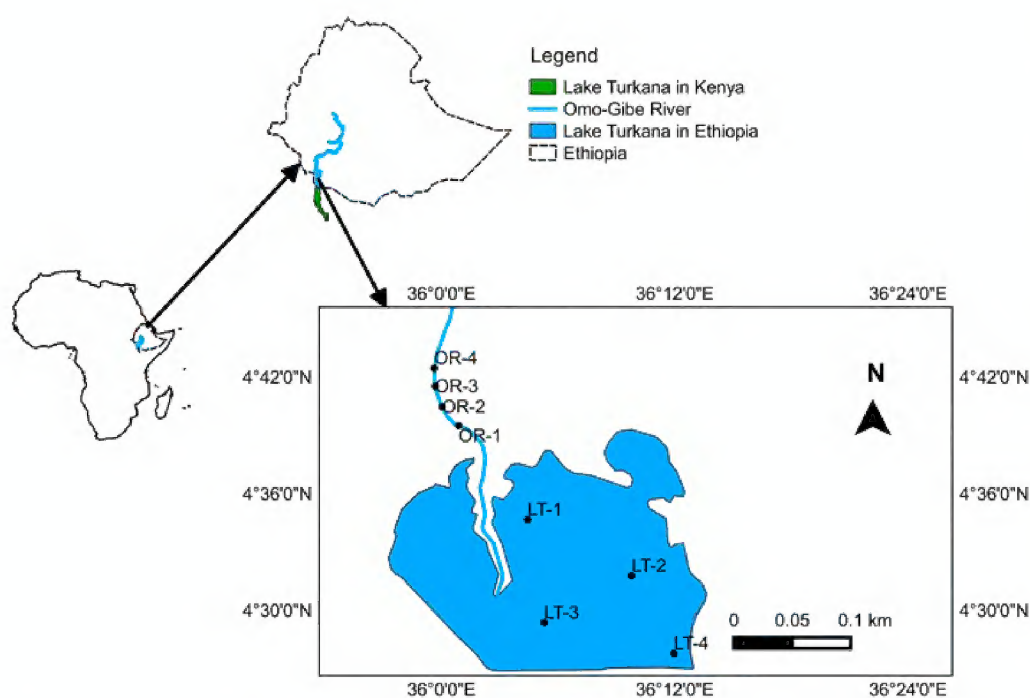 Legend
Lake Turkana in Kenya
Omo-Gibe River
Lake Turkana in Ethiopia
Ethiopia
36°0'0"E 36°12'0"E 36°24'0"E
OR-4
4°42'0"N 4°42'0"N
OR-3
N
OR-2
OR-1
4°36'0"N 4°36'0"N
LT-1
LT-2
4°30'0"N 4°30'0"N
LT-3
0 0.05 0.1 km
LT-4
36°0'0"E 36°12'0"E 36°24'0"E